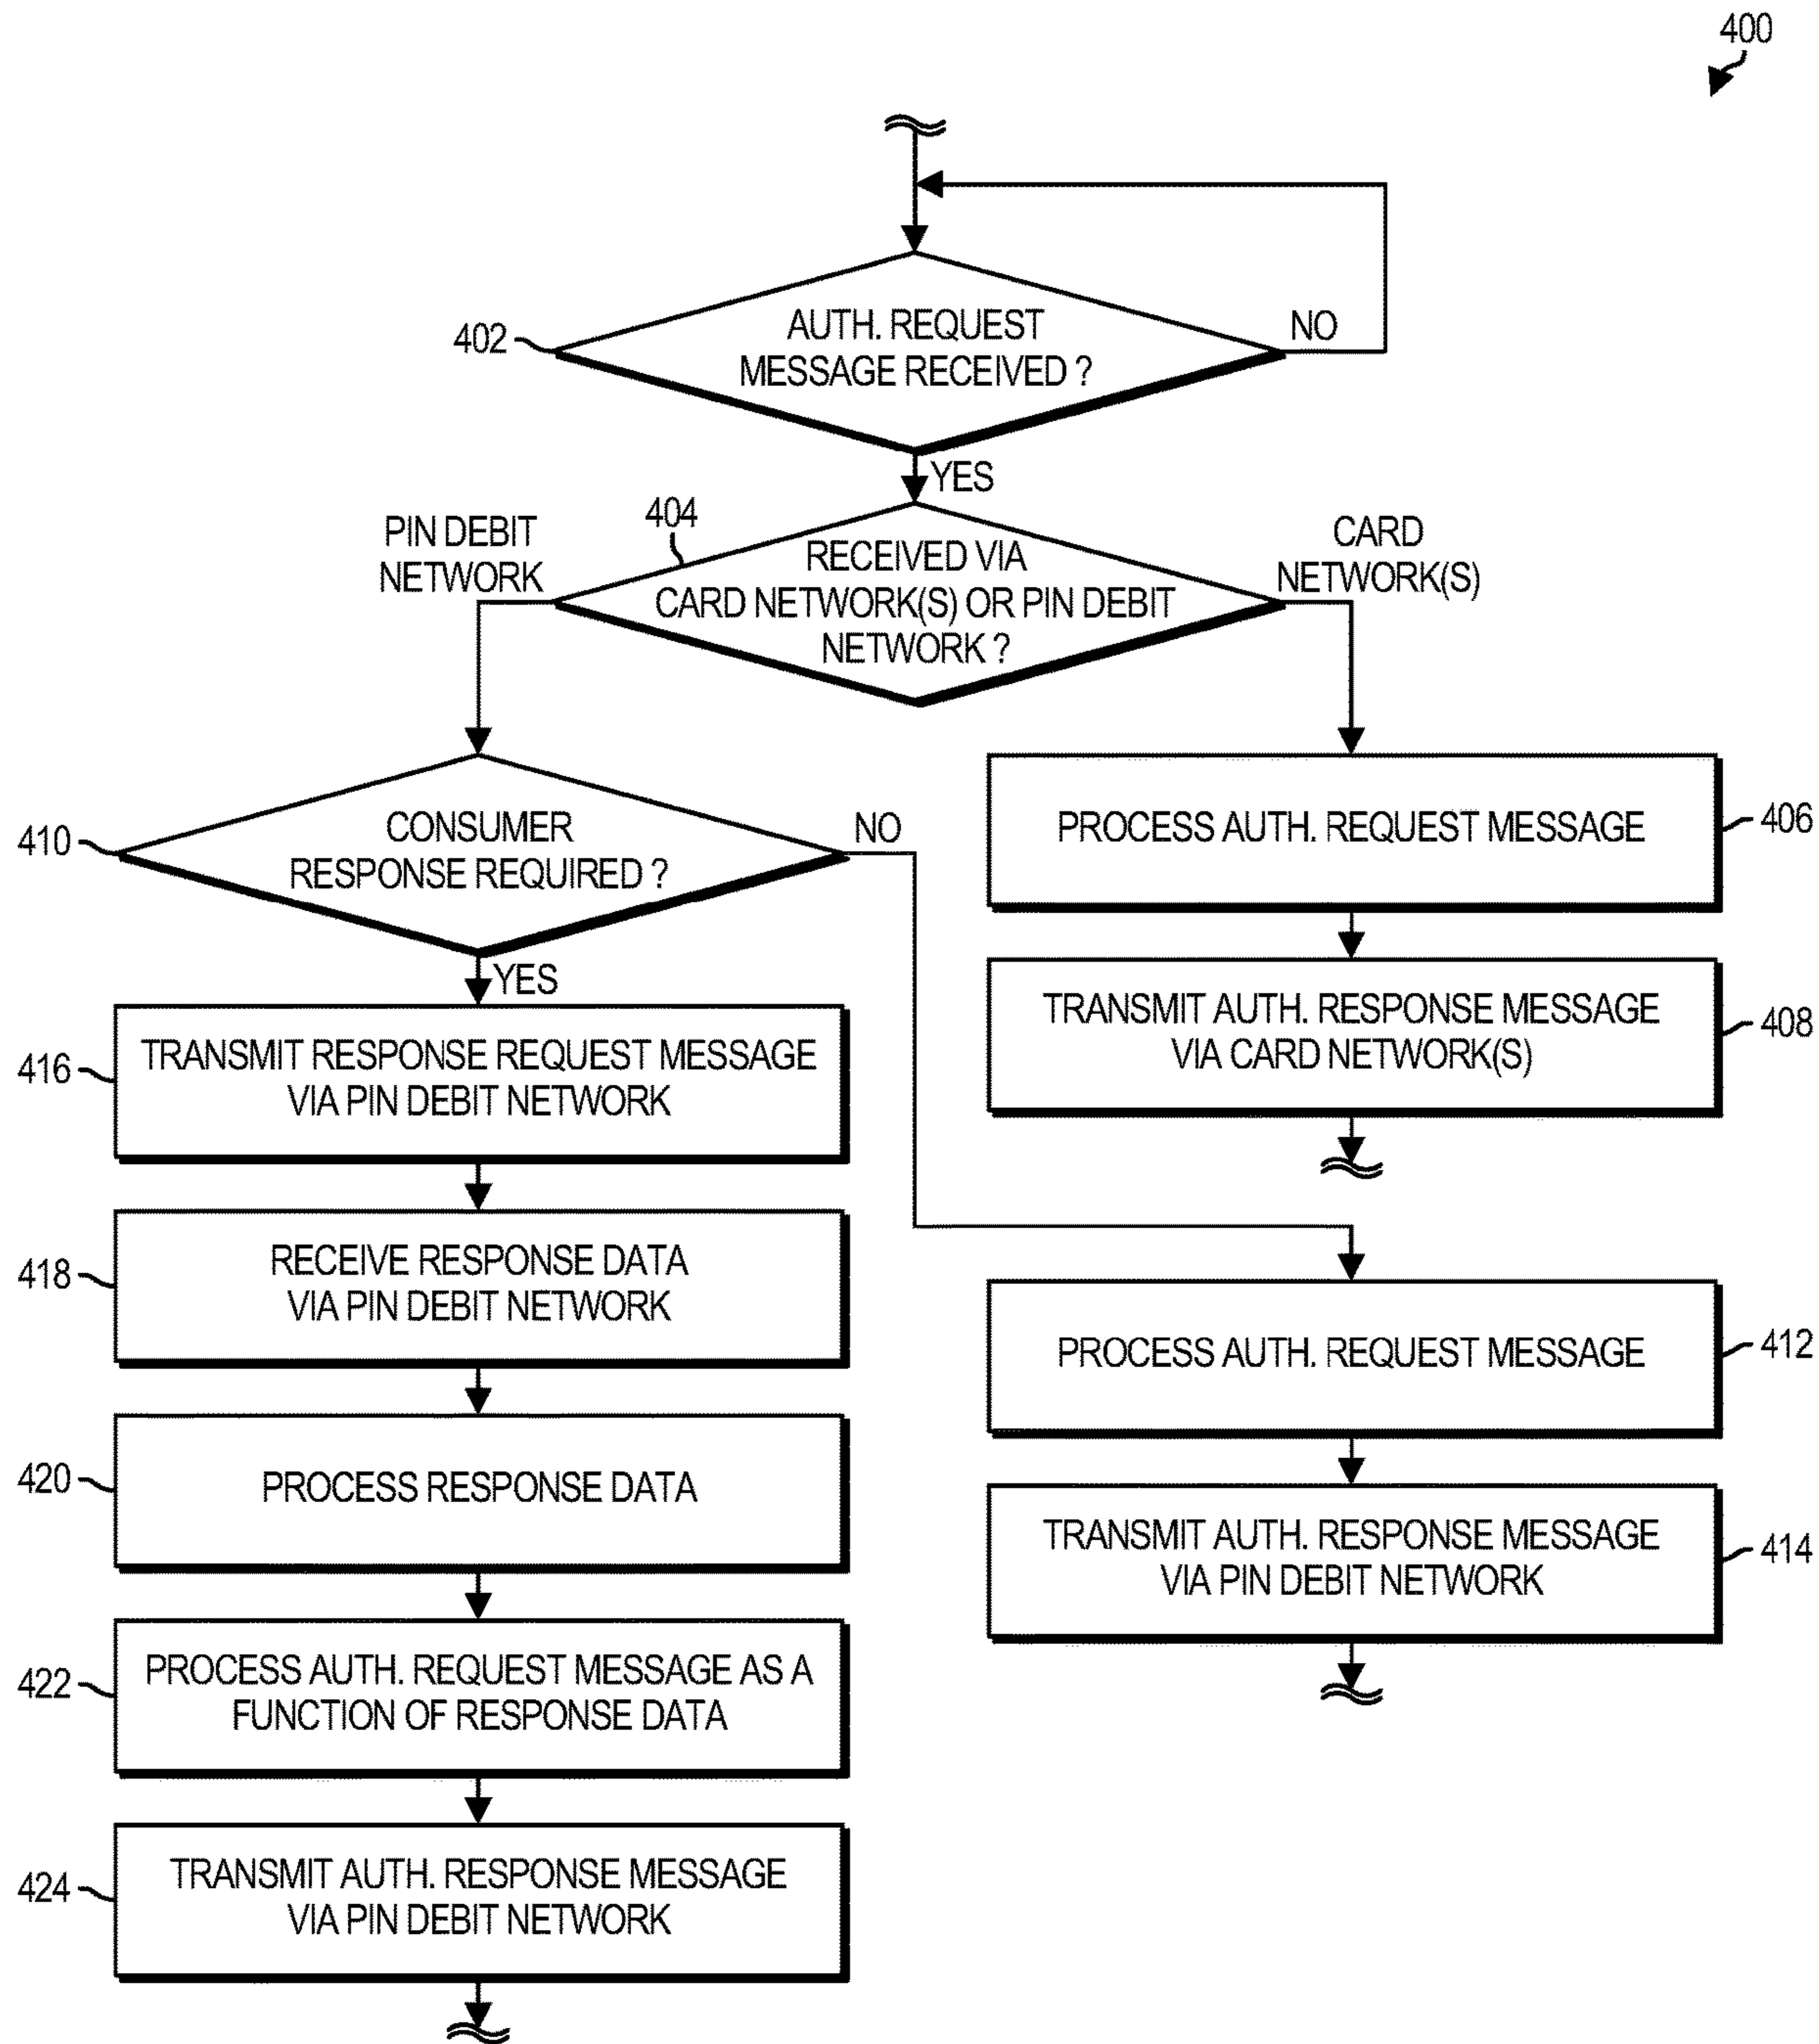 400
402
AUTH. REQUEST
MESSAGE RECEIVED ?
NO
YES
PIN DEBIT
NETWORK
404
RECEIVED VIA
CARD NETWORK(S) OR PIN DEBIT
NETWORK ?
CARD
NETWORK(S)
410
CONSUMER
RESPONSE REQUIRED ?
NO
YES
PROCESS AUTH. REQUEST MESSAGE
406
TRANSMIT AUTH. RESPONSE MESSAGE
VIA CARD NETWORK(S)
408
416
TRANSMIT RESPONSE REQUEST MESSAGE
VIA PIN DEBIT NETWORK
418
RECEIVE RESPONSE DATA
VIA PIN DEBIT NETWORK
PROCESS AUTH. REQUEST MESSAGE
412
420
PROCESS RESPONSE DATA
TRANSMIT AUTH. RESPONSE MESSAGE
VIA PIN DEBIT NETWORK
414
422
PROCESS AUTH. REQUEST MESSAGE AS A
FUNCTION OF RESPONSE DATA
424
TRANSMIT AUTH. RESPONSE MESSAGE
VIA PIN DEBIT NETWORK